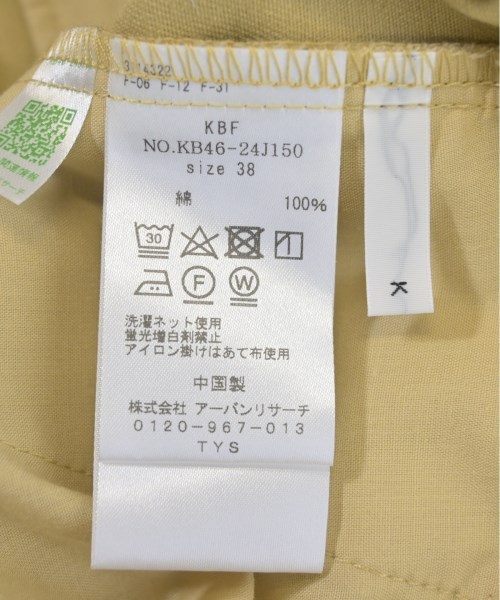 F-06 F-12 F-31
KBF
NO.KB46-24J150
size 38
綿 100%
30
F
W
洗濯ネット使用
蛍光増白剤禁止
アイロン掛けはあて布使用
中国製
株式会社 アーバンリサーチ
0120-967-013
TYS
K